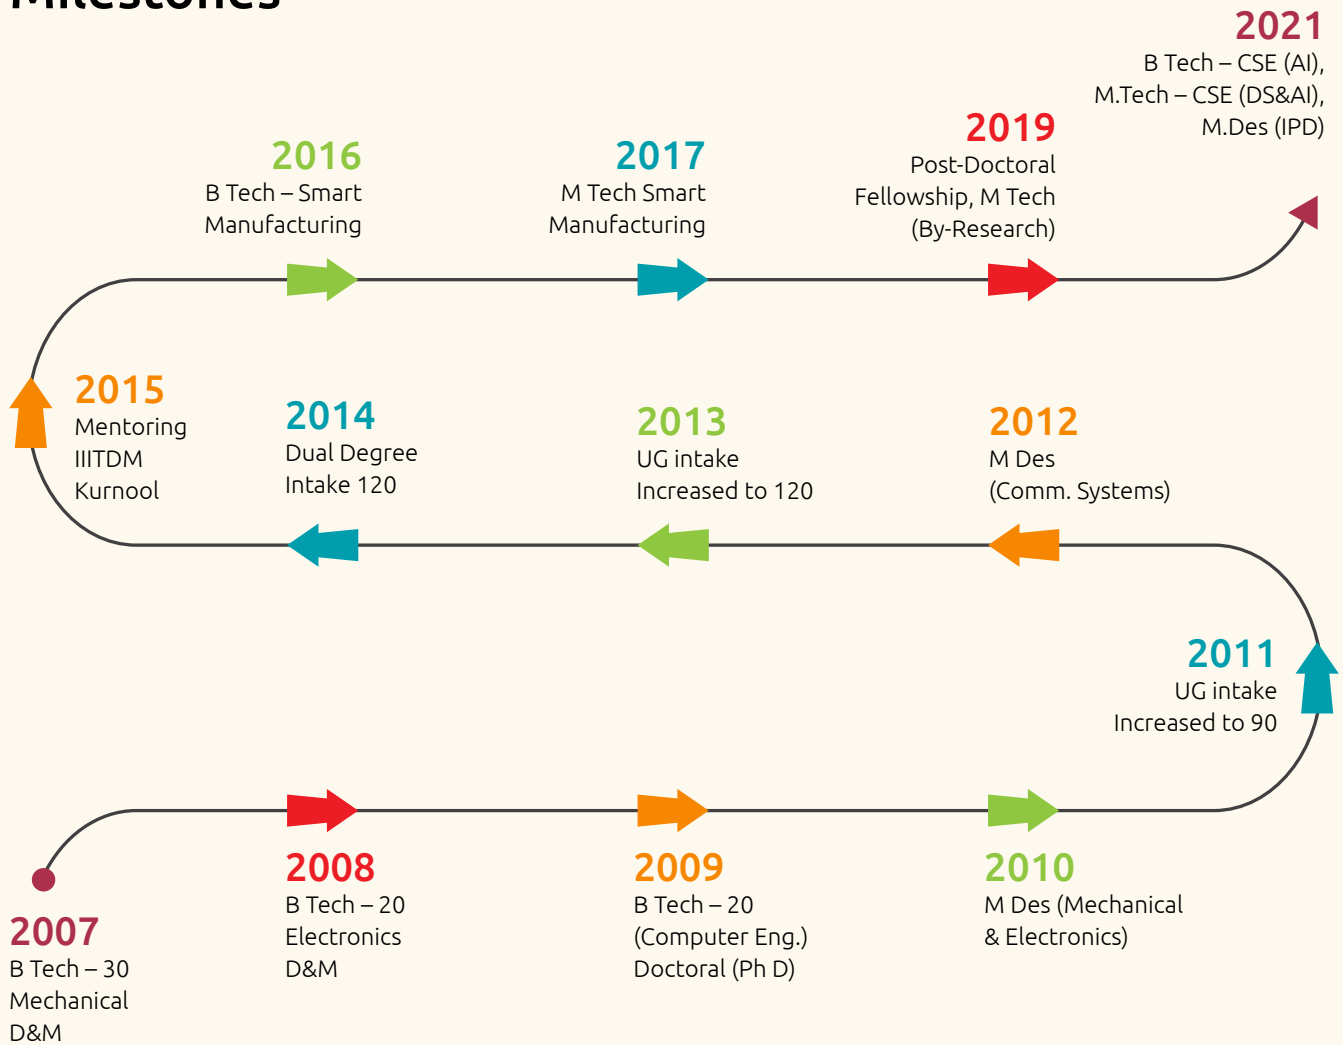 Milestones
2021
B Tech – CSE (AI),
M.Tech – CSE (DS&AI),
M.Des (IPD)
2019
Post-Doctoral
Fellowship, M Tech
(By-Research)
2017
M Tech Smart
Manufacturing
2016
B Tech – Smart
Manufacturing
2015
Mentoring
IIITDM
Kurnool
2014
Dual Degree
Intake 120
2013
UG intake
Increased to 120
2012
M Des
(Comm. Systems)
2011
UG intake
Increased to 90
2007
B Tech – 30
Mechanical
D&M
2008
B Tech – 20
Electronics
D&M
2009
B Tech – 20
(Computer Eng.)
Doctoral (Ph D)
2010
M Des (Mechanical
& Electronics)